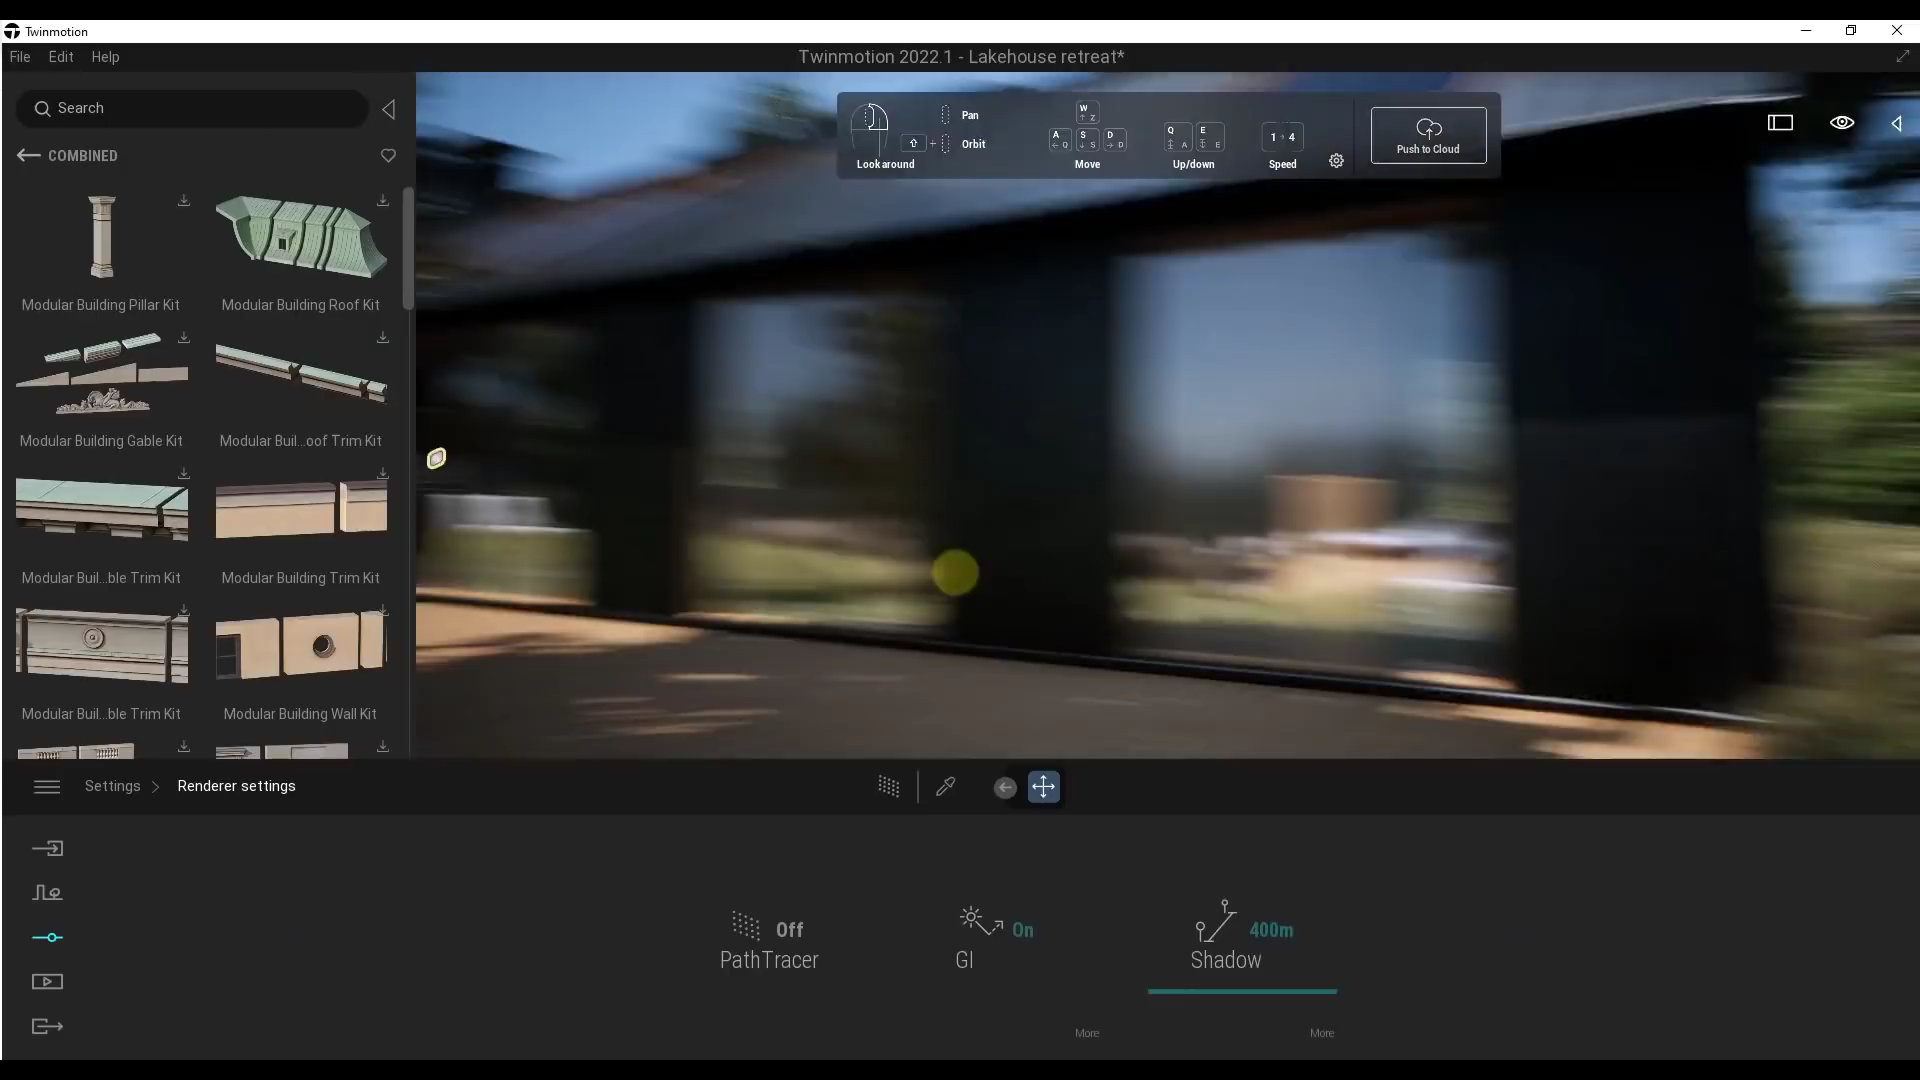 Twinmotion
File Edit Help
Twinmotion 2022.1 - Lakehouse retreat*
Search
COMBINED
Modular Building Pillar Kit
Modular Building Roof Kit
Modular Building Gable Kit
Modular Buil...oof Trim Kit
Modular Buil...ble Trim Kit
Modular Building Trim Kit
Modular Buil...ble Trim Kit
Modular Building Wall Kit
Pan
+ Orbit
Look around
W
Z
A Q S S D D
Move
Q A E E
Up/down
1 - 4
Speed
Push to Cloud
Settings > Renderer settings
Off
PathTracer
On
GI
400m
Shadow
More
More